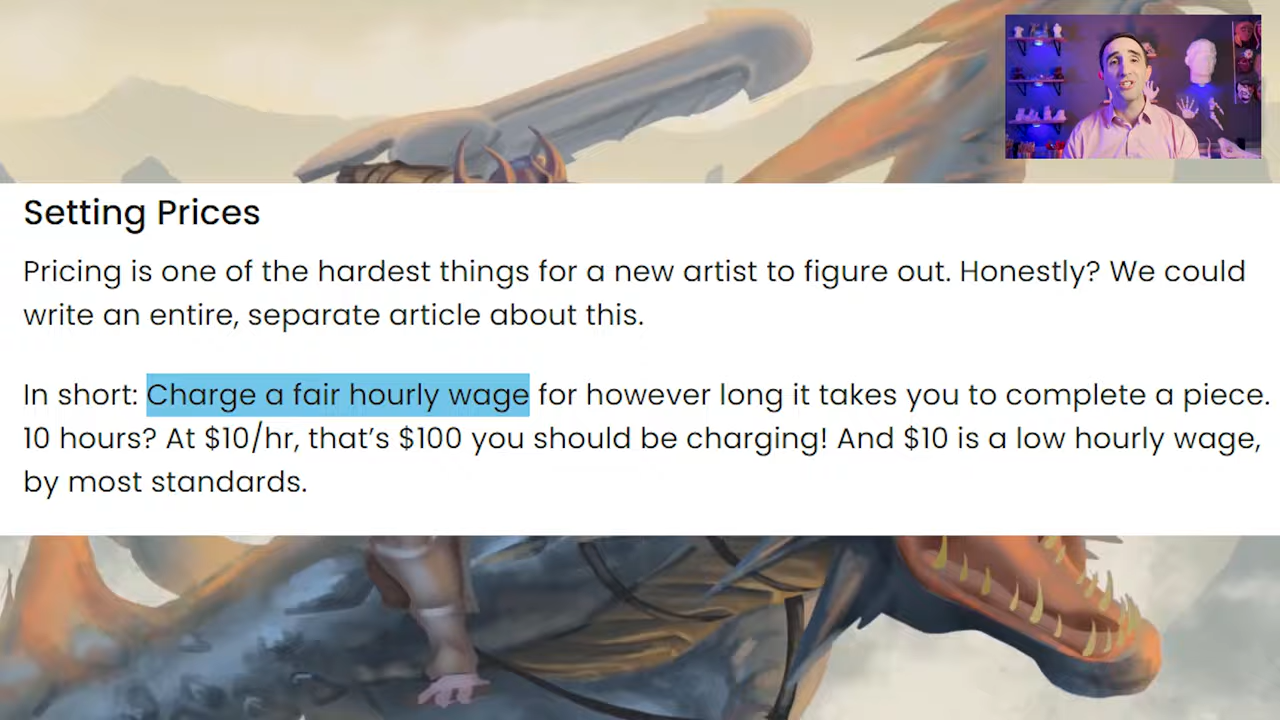 Setting Prices
Pricing is one of the hardest things for a new artist to figure out. Honestly? We could
write an entire, separate article about this.
In short: Charge a fair hourly wage for however long it takes you to complete a piece.
10 hours? At $10/hr, that’s $100 you should be charging! And $10 is a low hourly wage,
by most standards.